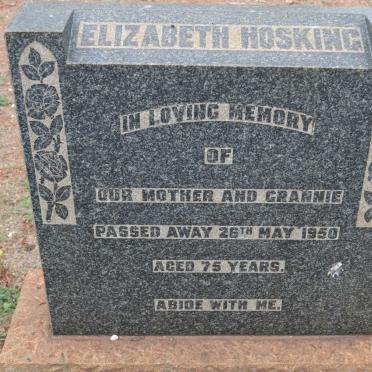 ELIZABETH HOSKING
IN LOVING MEMORY
OF
OUR MOTHER AND GRANNIE
PASSED AWAY 26TH MAY 1950
AGED 75 YEARS.
ABIDE WITH ME.